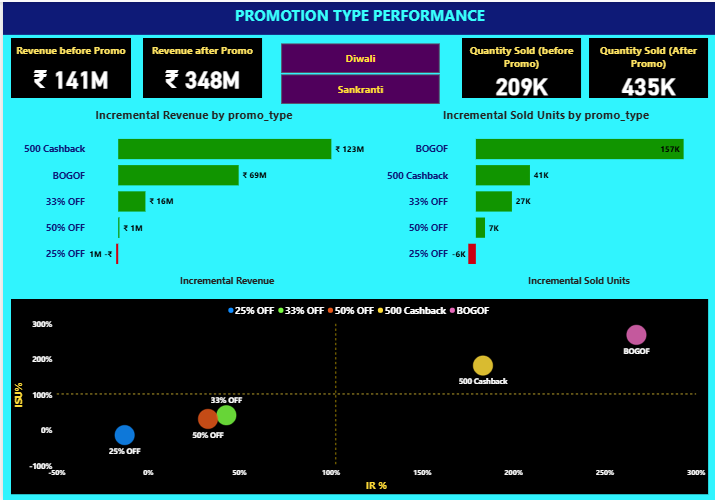 PROMOTION TYPE PERFORMANCE
Revenue before Promo
₹ 141M
Revenue after Promo
₹ 348M
Diwali
Sankranti
Quantity Sold (before
Promo)
209K
Quantity Sold (After
Promo)
435K
Incremental Revenue by promo_type
500 Cashback ₹ 123M
BOGOF ₹ 69M
33% OFF ₹ 16M
50% OFF ₹ 1M
25% OFF 1M -₹
Incremental Revenue
Incremental Sold Units by promo_type
BOGOF 157K
500 Cashback 41K
33% OFF 27K
50% OFF 7K
25% OFF -6K
Incremental Sold Units
25% OFF 33% OFF 50% OFF 500 Cashback BOGOF
ISU%
300%
200%
100%
0%
-100%
BOGOF
500 Cashback
33% OFF
50% OFF
25% OFF
-50% 0% 50% 100% 150% 200% 250% 300%
IR %